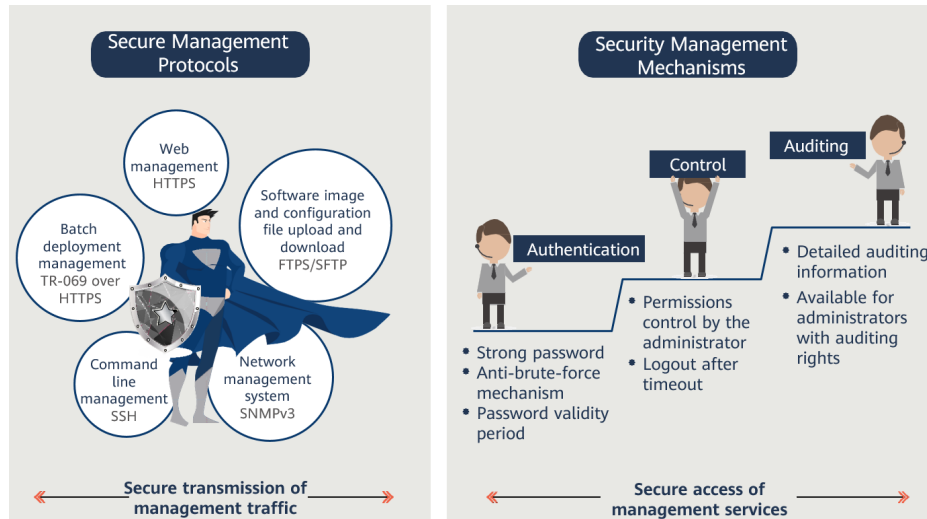 Secure Management
Protocols
Web
management
HTTPS
Software image
and configuration
file upload and
download
FTPS/SFTP
Batch
deployment
management
TR-069 over
HTTPS
Command
line
management
SSH
Network
management
system
SNMPv3
Secure transmission of
management traffic
Security Management
Mechanisms
Authentication
• Strong password
• Anti-brute-force
mechanism
• Password validity
period
Control
• Permissions
control by the
administrator
• Logout after
timeout
Auditing
• Detailed auditing
information
• Available for
administrators
with auditing
rights
Secure access of
management services